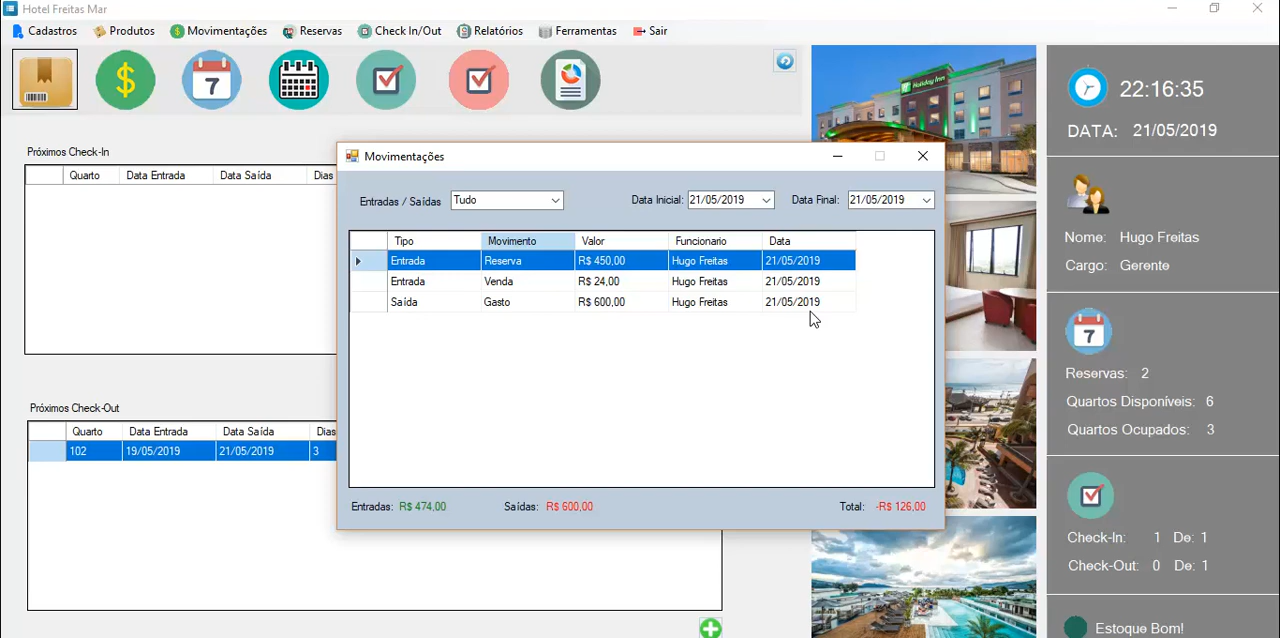 Hotel Freitas Mar
Cadastros Produtos Movimentações Reservas Check In/Out Relatórios Ferramentas Sair
7
Holiday Inn
22:16:35
DATA: 21/05/2019
Próximos Check-In
Quarto Data Entrada Data Saída Dias
Movimentações
Entradas / Saídas Tudo Data Inicial: 21/05/2019 Data Final: 21/05/2019
Tipo Movimento Valor Funcionario Data
Entrada Reserva R$ 450,00 Hugo Freitas 21/05/2019
Entrada Venda R$ 24,00 Hugo Freitas 21/05/2019
Saída Gasto R$ 600,00 Hugo Freitas 21/05/2019
Entradas: R$ 474,00 Saídas: R$ 600,00 Total: -R$ 126,00
Próximos Check-Out
Quarto Data Entrada Data Saída Dias
102 19/05/2019 21/05/2019 3
Nome: Hugo Freitas
Cargo: Gerente
7
Reservas: 2
Quartos Disponíveis: 6
Quartos Ocupados: 3
Check-In: 1 De: 1
Check-Out: 0 De: 1
Estoque Bom!